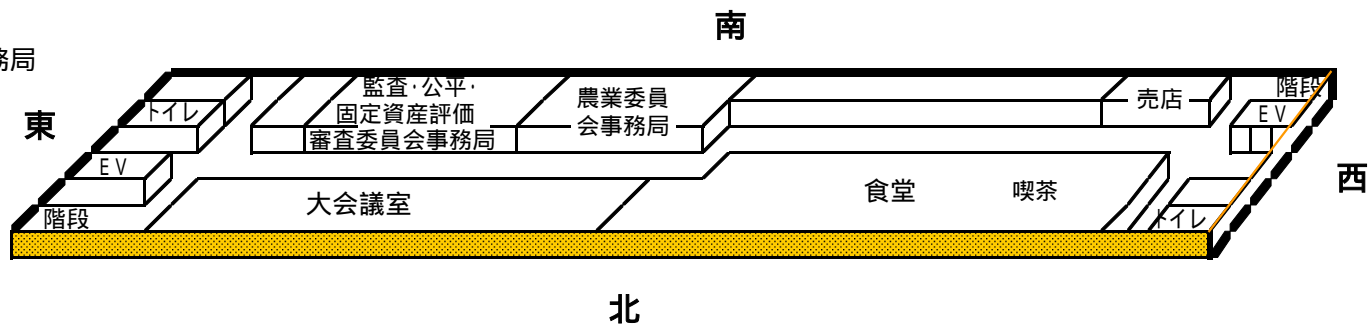 南
務局
東
トイレ
監査・公平・
固定資産評価
審査委員会事務局
農業委員
会事務局
売店
階段
EV
EV
階段
大会議室
食堂
喫茶
トイレ
西
北